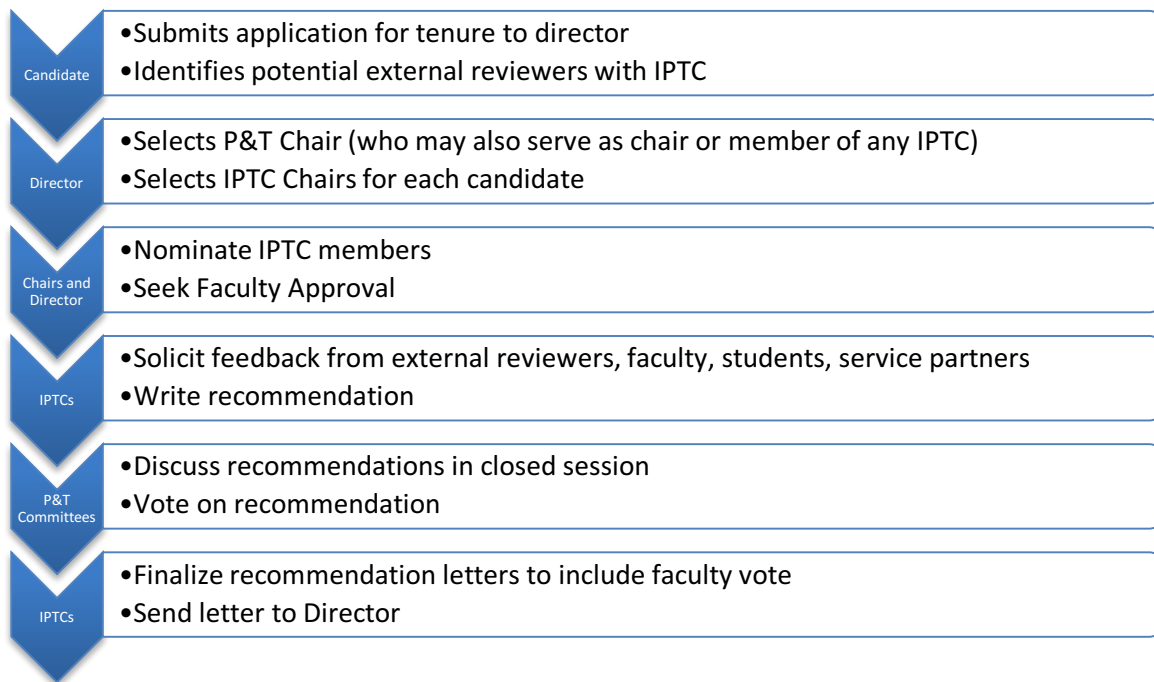 Candidate
•Submits application for tenure to director
•Identifies potential external reviewers with IPTC
Director
•Selects P&T Chair (who may also serve as chair or member of any IPTC)
•Selects IPTC Chairs for each candidate
Chairs and
Director
•Nominate IPTC members
•Seek Faculty Approval
IPTCs
•Solicit feedback from external reviewers, faculty, students, service partners
•Write recommendation
P&T
Committees
•Discuss recommendations in closed session
•Vote on recommendation
IPTCs
•Finalize recommendation letters to include faculty vote
•Send letter to Director